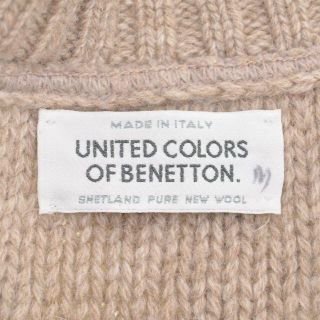 MADE IN ITALY
UNITED COLORS
OF BENETTON.
SHETLAND PURE NEW WOOL